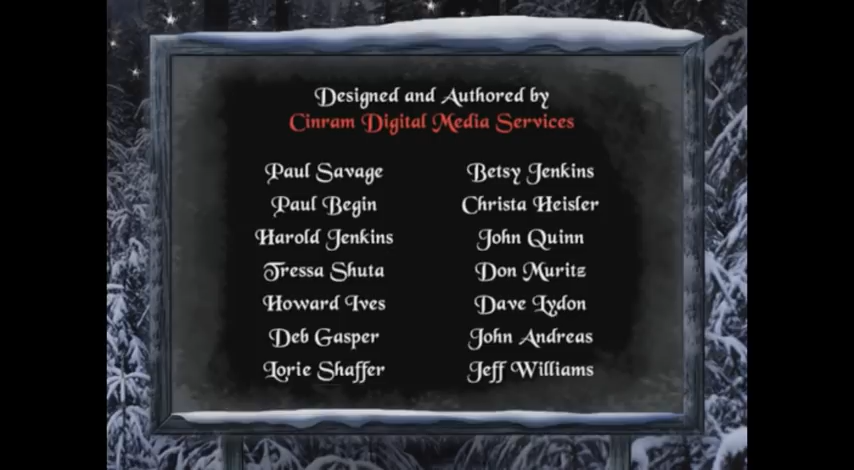 Designed and Authored by
Cinram Digital Media Services
Paul Savage
Paul Begin
Harold Jenkins
Tressa Shuta
Howard Ives
Deb Gasper
Lorie Shaffer
Betsy Jenkins
Christa Heisler
John Quinn
Don Muritz
Dave Lydon
John Andreas
Jeff Williams